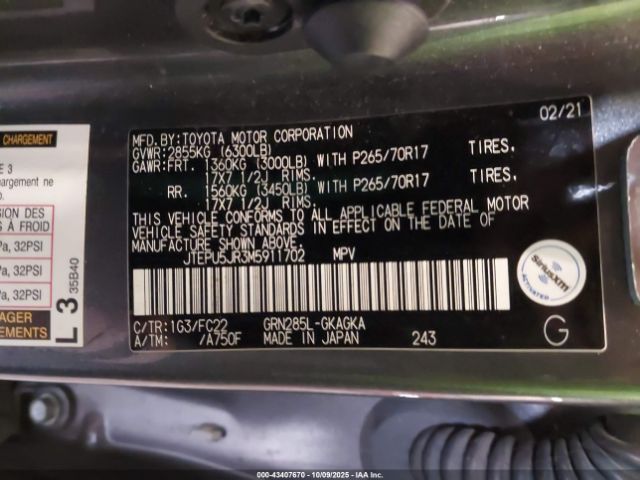 CHARGEMENT
E 3
chargement ne
o.
SION DES
S À FROID
Pa, 32PSI
Pa, 32PSI
Pa, 32PSI
AGER
EMENTS
L 3
35B40
02/21
MFD.BY:TOYOTA MOTOR CORPORATION
GVWR:2855KG (6300LB)
GAWR:FRT. 1360KG (3000LB) WITH P265/70R17 TIRES,
17X7 1/2J RIMS.
RR. 1560KG (3450LB) WITH P265/70R17 TIRES,
17X7 1/2J RIMS.
THIS VEHICLE CONFORMS TO ALL APPLICABLE FEDERAL MOTOR
VEHICLE SAFETY STANDARDS IN EFFECT ON THE DATE OF
MANUFACTURE SHOWN ABOVE.
JTEPU5JR3M5911702 MPV
SiriusXM
ACTIVATED
C/TR:1G3/FC22 GRN285L-GKAGKA
A/TM: /A750F MADE IN JAPAN 243
G
000-43407670 10/09/2025 - IAA Inc.